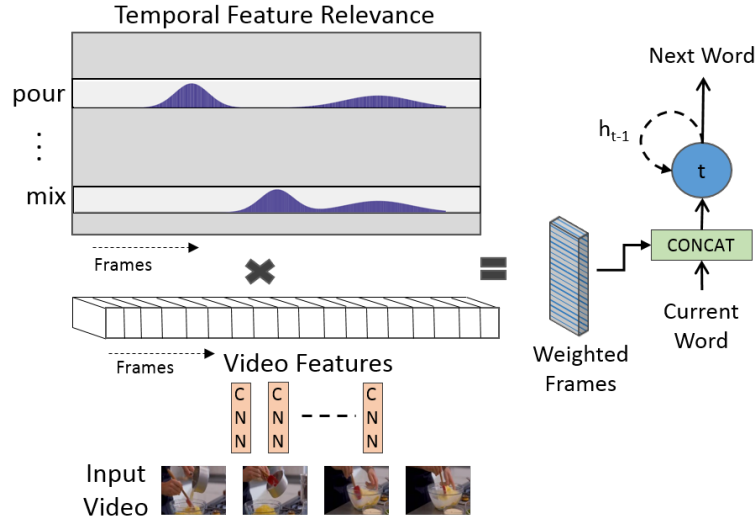 Temporal Feature Relevance
pour
⋮
mix
Frames
Frames
Video Features
C
N
N
C
N
N
C
N
N
Input
Video
Weighted
Frames
Next Word
h_{t-1}
t
CONCAT
Current
Word